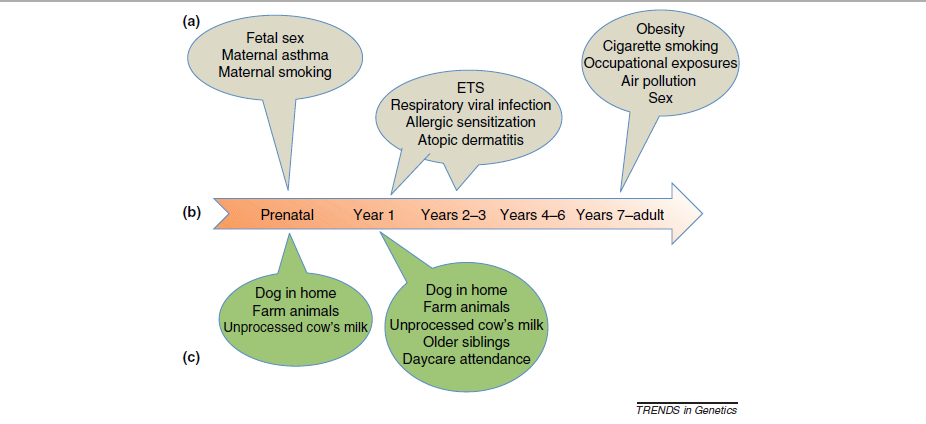 (a)
Fetal sex
Maternal asthma
Maternal smoking
ETS
Respiratory viral infection
Allergic sensitization
Atopic dermatitis
Obesity
Cigarette smoking
Occupational exposures
Air pollution
Sex
(b)
Prenatal Year 1 Years 2–3 Years 4–6 Years 7–adult
Dog in home
Farm animals
Unprocessed cow's milk
Dog in home
Farm animals
Unprocessed cow's milk
Older siblings
Daycare attendance
(c)
TRENDS in Genetics